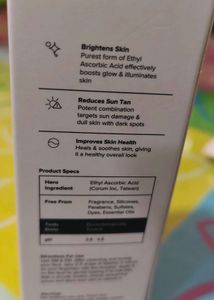 Brightens Skin
Purest form of Ethyl
Ascorbic Acid effectively
boosts glow & illuminates
skin
Reduces Sun Tan
Potent combination
targets sun damage &
dull skin with dark spots
Improves Skin Health
Heals & soothes skin, giving
it a healthy overall look
Product Specs
Hero Ingredient
Ethyl Ascorbic Acid
(Corum Inc, Taiwan)
Free From
Fragrance, Silicones,
Parabens, Sulfates,
Dyes, Essential Oils
pH